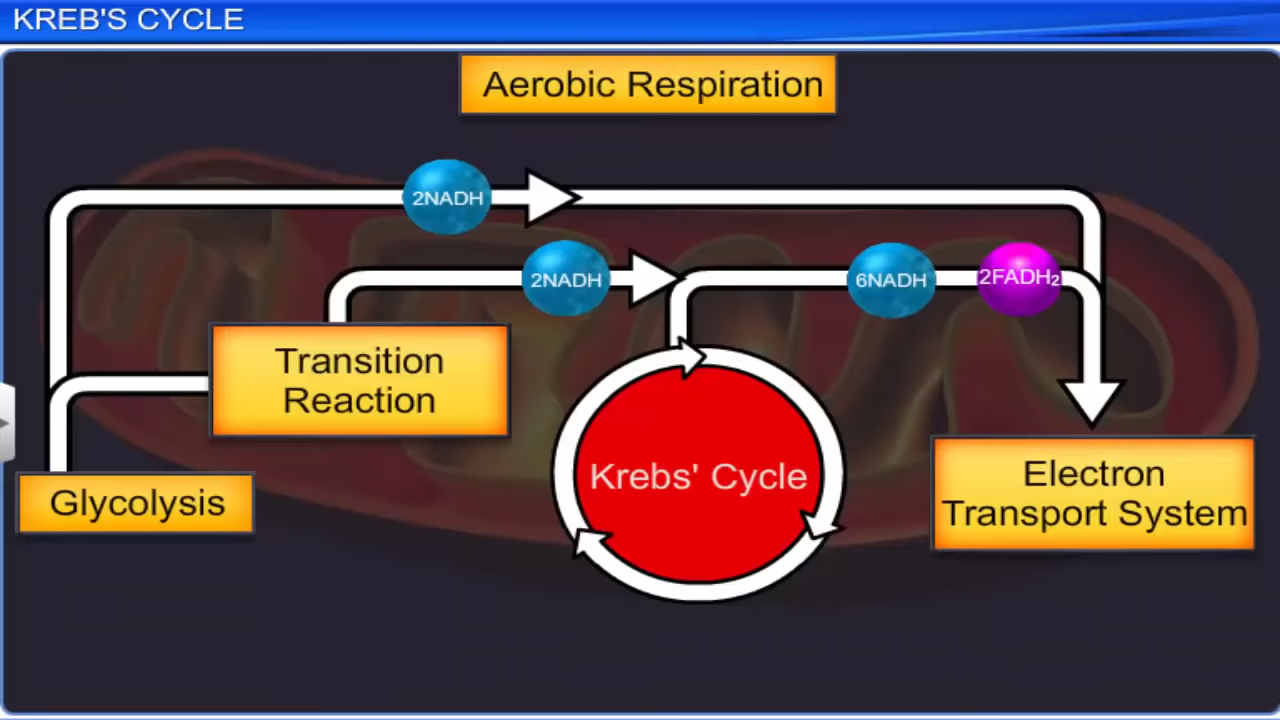 KREB'S CYCLE
Aerobic Respiration
2NADH
2NADH
6NADH
2FADH₂
Transition
Reaction
Glycolysis
Krebs' Cycle
Electron
Transport System